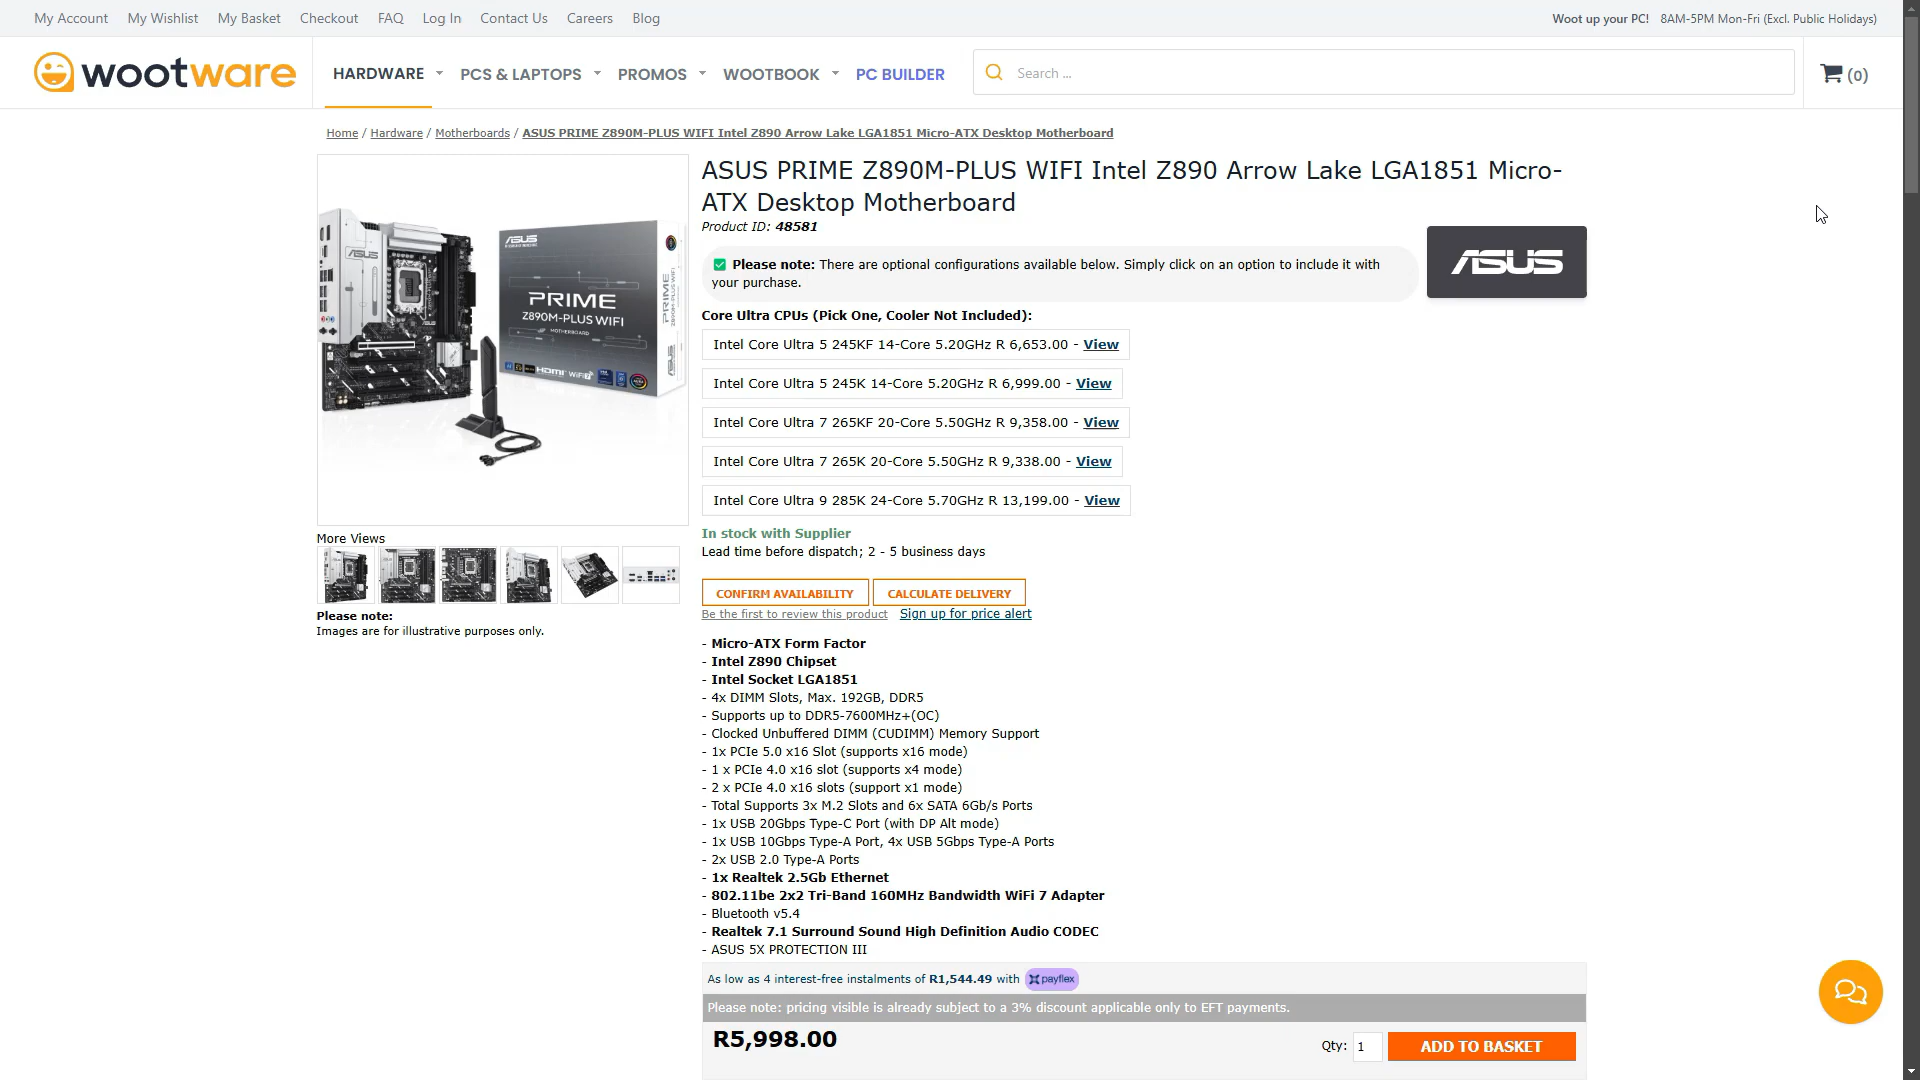 My Account My Wishlist My Basket Checkout FAQ Log In Contact Us Careers Blog
Woot up your PC! 8AM-5PM Mon-Fri (Excl. Public Holidays)
wootware
HARDWARE PCS & LAPTOPS PROMOS WOOTBOOK PC BUILDER
Search ...
(0)
Home / Hardware / Motherboards / ASUS PRIME Z890M-PLUS WIFI Intel Z890 Arrow Lake LGA1851 Micro-ATX Desktop Motherboard
ASUS PRIME Z890M-PLUS WIFI Intel Z890 Arrow Lake LGA1851 Micro-
ATX Desktop Motherboard
Product ID: 48581
Please note: There are optional configurations available below. Simply click on an option to include it with
your purchase.
ASUS
ASUS
PRIME
Z890M-PLUS WIFI
MOTHERBOARD
HDMI WiFi
PRIME
Z890M-PLUS WIFI
ASUS
Core Ultra CPUs (Pick One, Cooler Not Included):
Intel Core Ultra 5 245KF 14-Core 5.20GHz R 6,653.00 - View
Intel Core Ultra 5 245K 14-Core 5.20GHz R 6,999.00 - View
Intel Core Ultra 7 265KF 20-Core 5.50GHz R 9,358.00 - View
Intel Core Ultra 7 265K 20-Core 5.50GHz R 9,338.00 - View
Intel Core Ultra 9 285K 24-Core 5.70GHz R 13,199.00 - View
In stock with Supplier
Lead time before dispatch; 2 - 5 business days
CONFIRM AVAILABILITY CALCULATE DELIVERY
Be the first to review this product Sign up for price alert
More Views
Please note:
Images are for illustrative purposes only.
- Micro-ATX Form Factor
- Intel Z890 Chipset
- Intel Socket LGA1851
- 4x DIMM Slots, Max. 192GB, DDR5
- Supports up to DDR5-7600MHz+(OC)
- Clocked Unbuffered DIMM (CUDIMM) Memory Support
- 1x PCIe 5.0 x16 Slot (supports x16 mode)
- 1 x PCIe 4.0 x16 slot (supports x4 mode)
- 2 x PCIe 4.0 x16 slots (support x1 mode)
- Total Supports 3x M.2 Slots and 6x SATA 6Gb/s Ports
- 1x USB 20Gbps Type-C Port (with DP Alt mode)
- 1x USB 10Gbps Type-A Port, 4x USB 5Gbps Type-A Ports
- 2x USB 2.0 Type-A Ports
- 1x Realtek 2.5Gb Ethernet
- 802.11be 2x2 Tri-Band 160MHz Bandwidth WiFi 7 Adapter
- Bluetooth v5.4
- Realtek 7.1 Surround Sound High Definition Audio CODEC
- ASUS 5X PROTECTION III
As low as 4 interest-free instalments of R1,544.49 with payflex
Please note: pricing visible is already subject to a 3% discount applicable only to EFT payments.
R5,998.00
Qty: 1 ADD TO BASKET